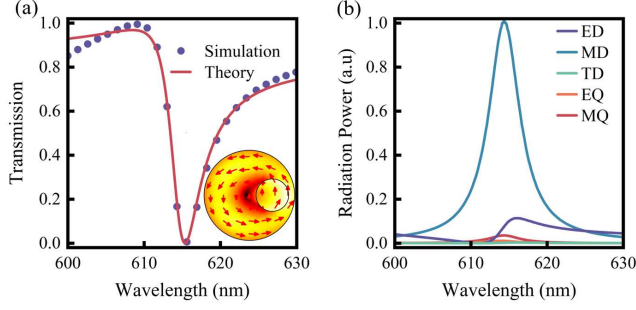 (a)
1.0
0.8
0.6
0.4
0.2
0.0
Transmission
Simulation
Theory
600
610
620
630
Wavelength (nm)
(b)
1.0
0.8
0.6
0.4
0.2
0.0
Radiation Power (a.u)
ED
MD
TD
EQ
MQ
600
610
620
630
Wavelength (nm)